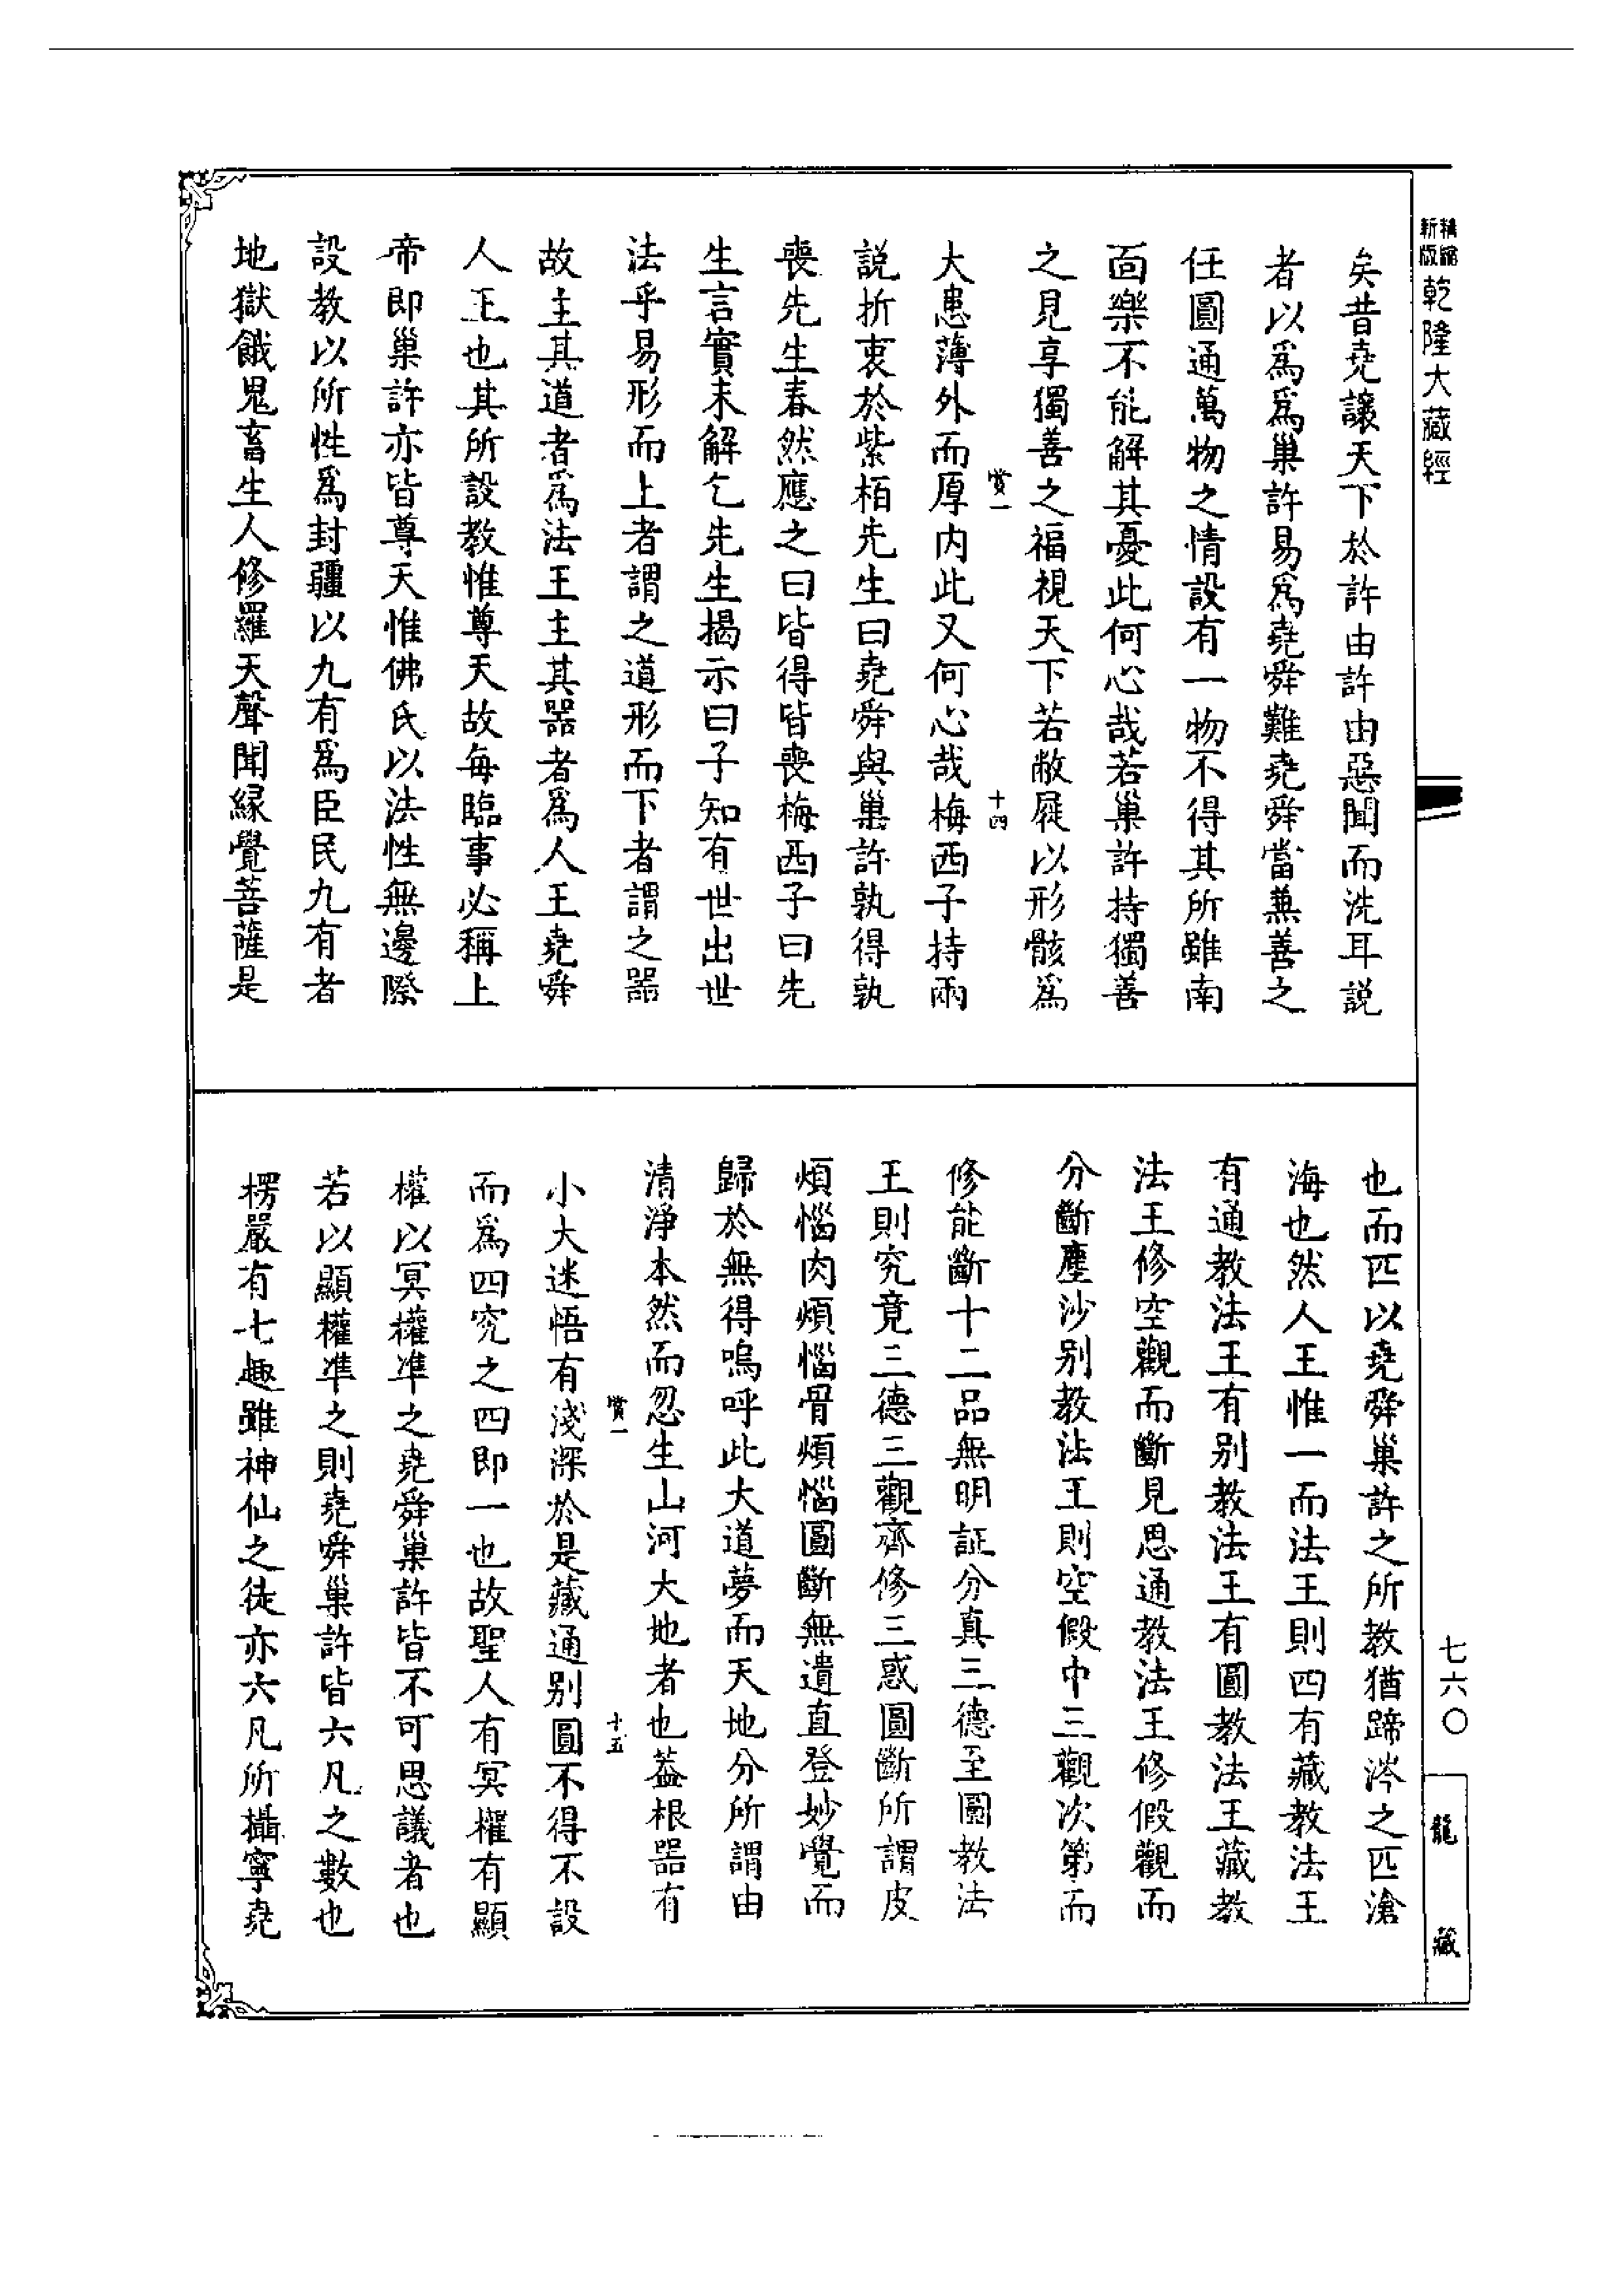 新版精縮乾隆大藏經
矣昔堯讓天下於許由許由惡聞而洗耳説
者以爲爲巢許易爲堯舜難堯舜當兼善之
任圓通萬物之情設有一物不得其所雖南
面樂不能解其憂此何心哉若巢許持獨善
之見享獨善之福視天下若敝屣以形骸爲
賞一 十四
大患薄外而厚内此又何心哉梅西子持兩
説折衷於紫栢先生曰堯舜與巢許孰得孰
喪先生春然應之曰皆得皆喪梅西子曰先
生言實未解乞先生揭示曰子知有世出世
法乎易形而上者謂之道形而下者謂之器
故主其道者爲法王主其器者爲人王堯舜
人王也其所設教惟尊天故每臨事必稱上
帝即巢許亦皆尊天惟佛氏以法性無邊際
設教以所性爲封疆以九有爲臣民九有者
地獄餓鬼畜生人修羅天聲聞緣覺菩薩是
也而匹以堯舜巢許之所教猶蹄涔之匹滄
海也然人王惟一而法王則四有藏教法王
有通教法王有别教法王有圓教法王藏教
法王修空觀而斷見思通教法王修假觀而
分斷塵沙别教法王則空假中三觀次第而
修能斷十二品無明証分真三德至圓教法
王則究竟三德三觀齊修三惑圓斷所謂皮
煩惱肉煩惱骨煩惱圓斷無遺直登妙覺而
歸於無得嗚呼此大道夢而天地分所謂由
清淨本然而忽生山河大地者也蓋根器有
賞一 十五
小大迷悟有淺深於是藏通别圓不得不設
而爲四究之四即一也故聖人有冥權有顯
權以冥權準之堯舜巢許皆不可思議者也
若以顯權準之則堯舜巢許皆六凡之數也
楞嚴有七趣雖神仙之徒亦六凡所攝寧堯
七六〇
龍藏